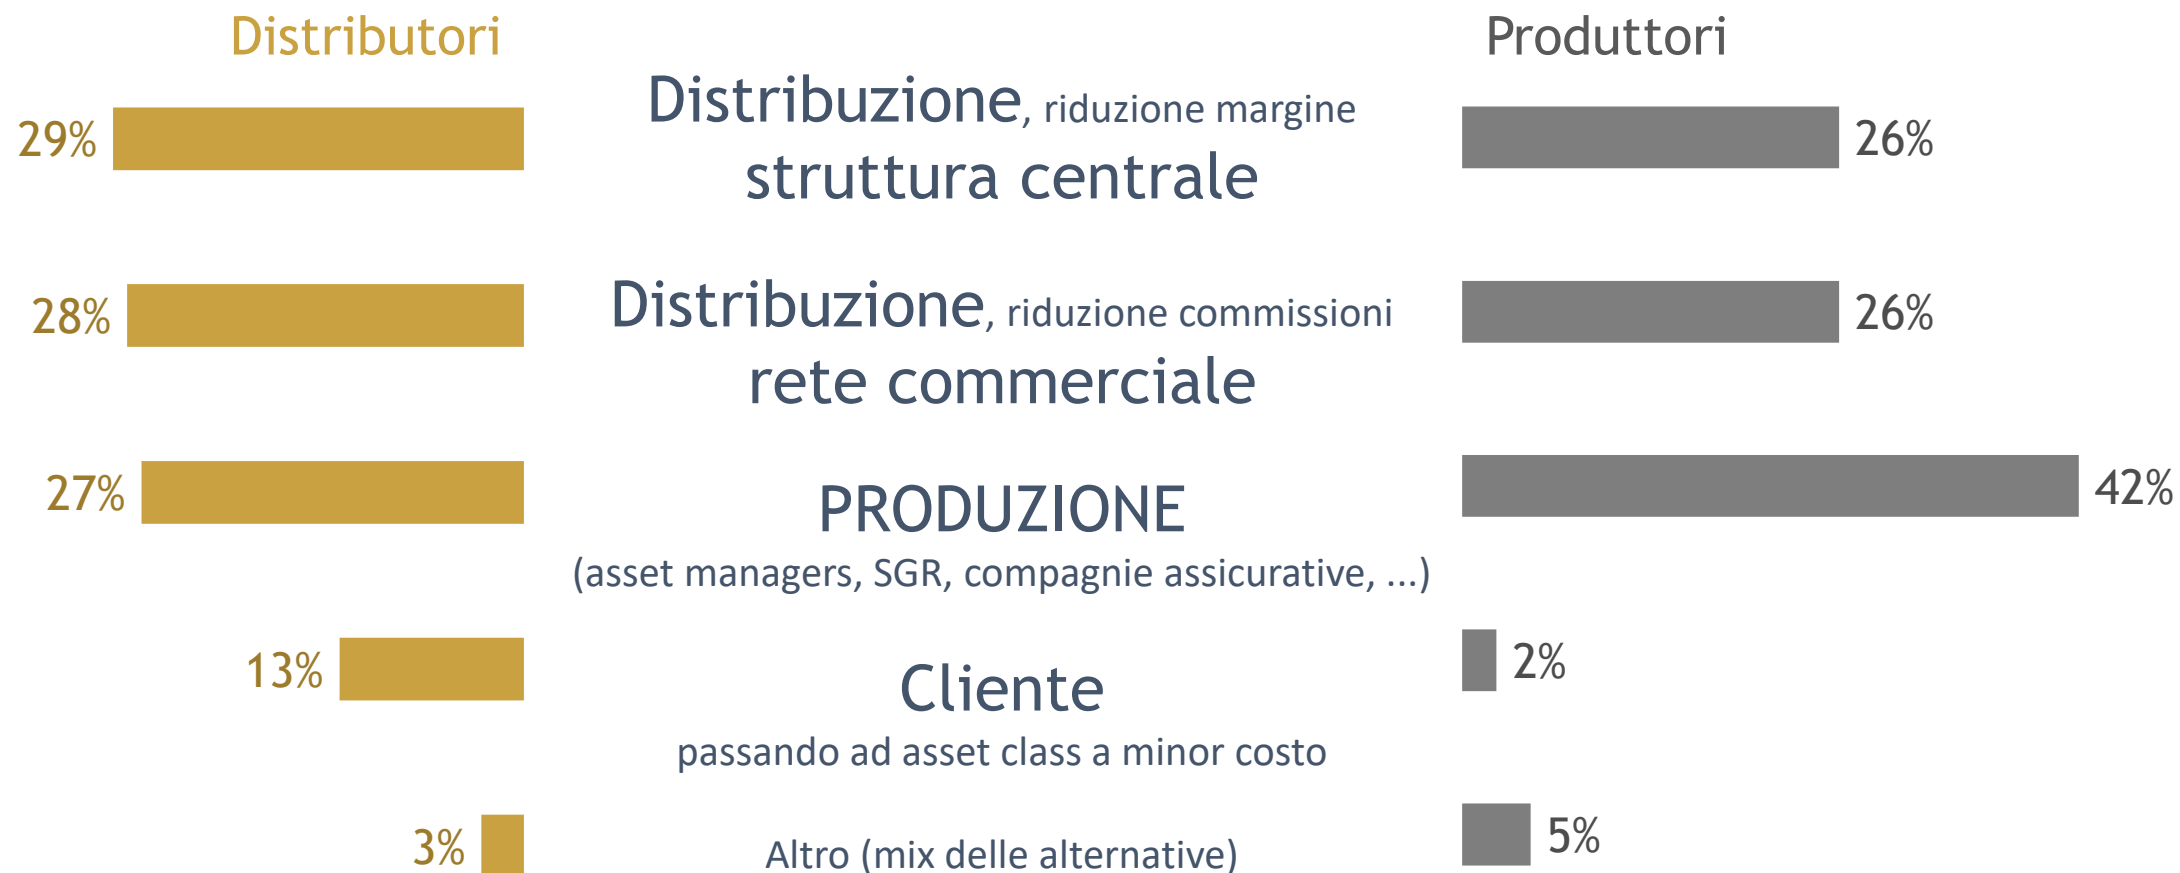 Distributori
Produttori
29%
Distribuzione, riduzione margine
struttura centrale
26%
28%
Distribuzione, riduzione commissioni
rete commerciale
26%
27%
PRODUZIONE
(asset managers, SGR, compagnie assicurative, ...)
42%
13%
Cliente
passando ad asset class a minor costo
2%
3%
Altro (mix delle alternative)
5%